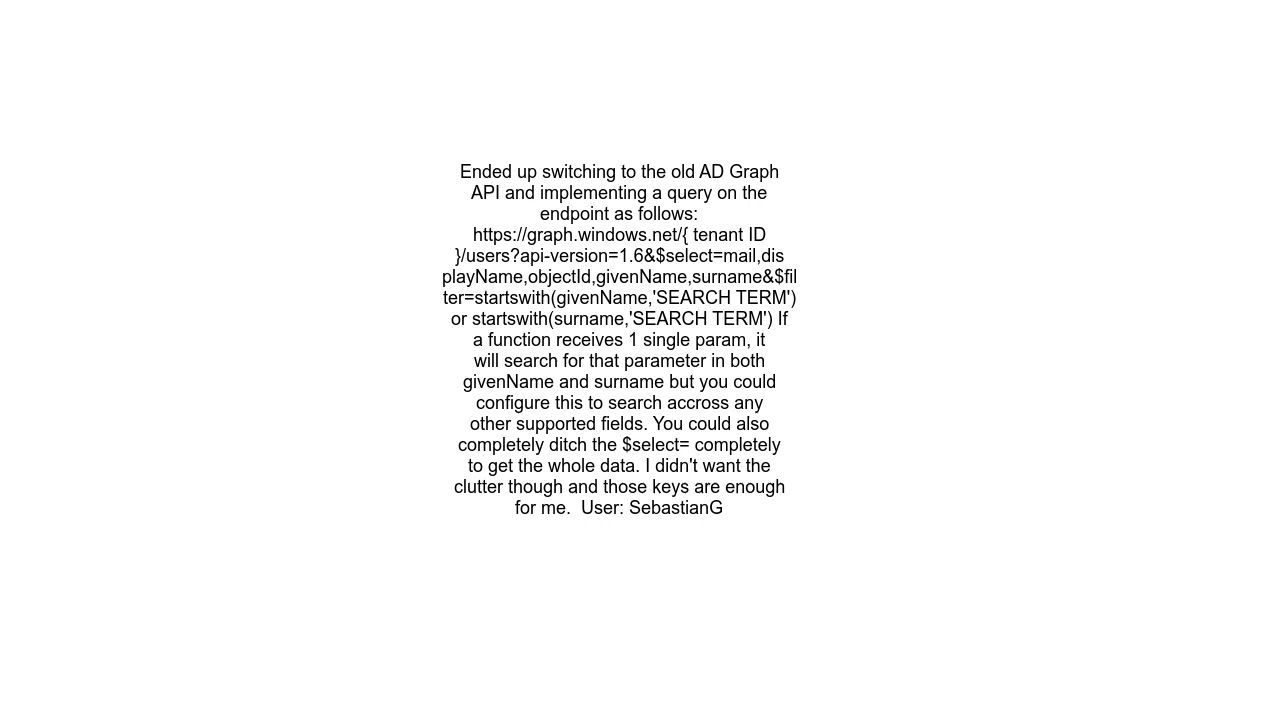 Ended up switching to the old AD Graph
API and implementing a query on the
endpoint as follows:
https://graph.windows.net/{ tenant ID
}/users?api-version=1.6&$select=mail,dis
playName,objectId,givenName,surname&$fil
ter=startswith(givenName,'SEARCH TERM')
or startswith(surname,'SEARCH TERM') If
a function receives 1 single param, it
will search for that parameter in both
givenName and surname but you could
configure this to search accross any
other supported fields. You could also
completely ditch the $select= completely
to get the whole data. I didn't want the
clutter though and those keys are enough
for me.  User: SebastianG